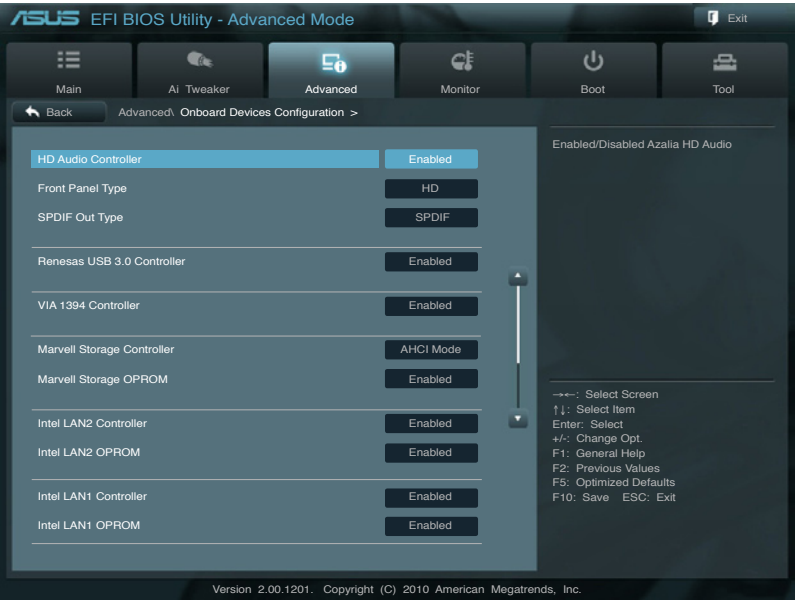 ASUS EFI BIOS Utility - Advanced Mode
Exit
Main
Ai Tweaker
Advanced
Monitor
Boot
Tool
Back
Advanced\ Onboard Devices Configuration >
HD Audio Controller Enabled
Front Panel Type HD
SPDIF Out Type SPDIF
Renesas USB 3.0 Controller Enabled
VIA 1394 Controller Enabled
Marvell Storage Controller AHCI Mode
Marvell Storage OPROM Enabled
Intel LAN2 Controller Enabled
Intel LAN2 OPROM Enabled
Intel LAN1 Controller Enabled
Intel LAN1 OPROM Enabled
Enabled/Disabled Azalia HD Audio
→←: Select Screen
↑↓: Select Item
Enter: Select
+/-: Change Opt.
F1: General Help
F2: Previous Values
F5: Optimized Defaults
F10: Save ESC: Exit
Version 2.00.1201. Copyright (C) 2010 American Megatrends, Inc.